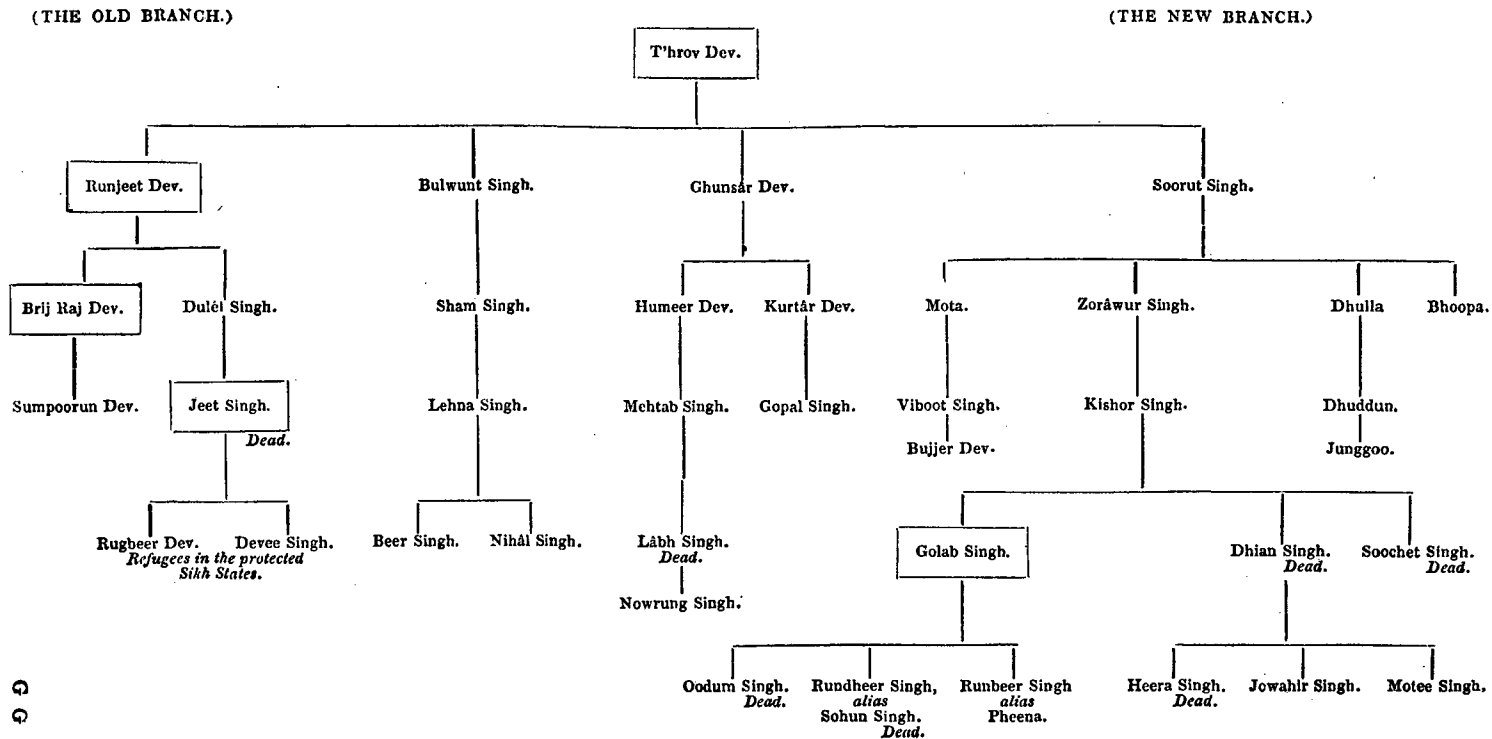 (THE OLD BRANCH.)
(THE NEW BRANCH.)
T'hrov Dev.
Runjeet Dev.
Bulwunt Singh.
Ghunsâr Dev.
Soorut Singh.
Brij Raj Dev.
Dulél Singh.
Sham Singh.
Humeer Dev.
Kurtâr Dev.
Mota.
Zorâwur Singh.
Dhulla
Bhoopa.
Sumpoorun Dev.
Jeet Singh.
Dead.
Lehna Singh.
Mehtab Singh.
Gopal Singh.
Viboot Singh.
Kishor Singh.
Dhuddun.
Bujjer Dev.
Junggoo.
Rugbeer Dev.
Devee Singh.
Refugees in the protected
Sikh States.
Beer Singh.
Nihâl Singh.
Lâbh Singh.
Dead.
Nowrung Singh.
Golab Singh.
Dhian Singh.
Dead.
Soochet Singh.
Dead.
Oodum Singh.
Dead.
Rundheer Singh,
alias
Sohun Singh.
Dead.
Runbeer Singh
alias
Pheena.
Heera Singh.
Dead.
Jowahir Singh.
Motee Singh.
G G